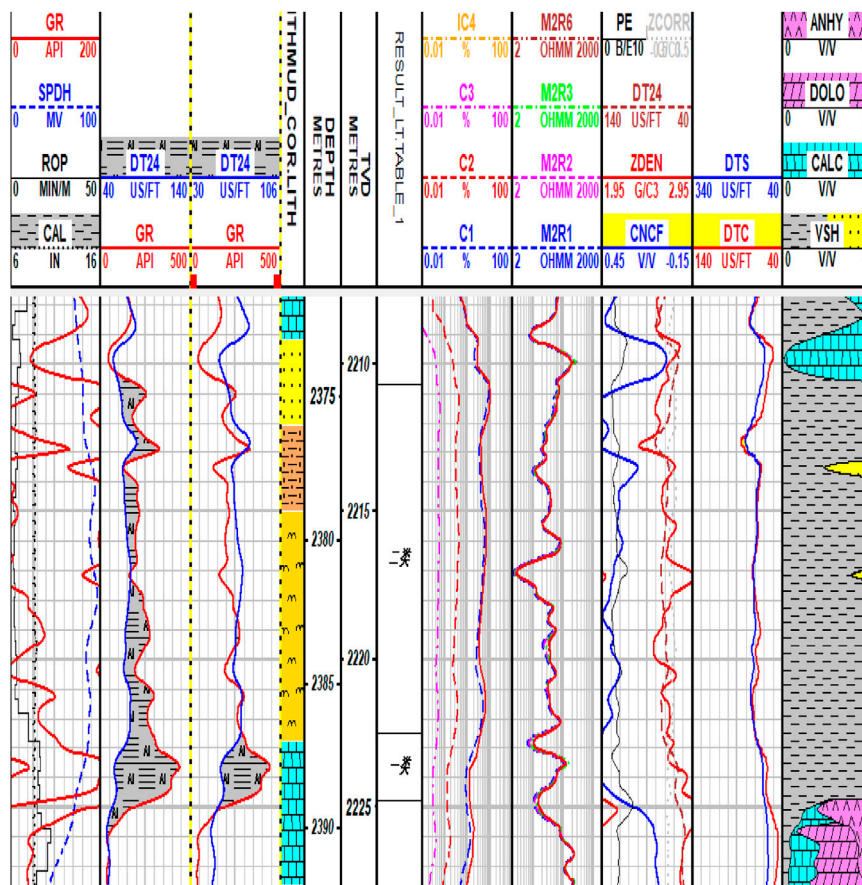 GR
0 API 200
SPDH
0 MV 100
ROP
0 MIN/M 50
CAL
6 IN 16
DT24
40 US/FT 140
GR
0 API 500
DT24
30 US/FT 106
GR
0 API 500
THMUD_COR.LITH
DEPTH
METRES
TVD
METRES
RESULT_LT.TABLE_1
IC4
0.01 % 100
C3
0.01 % 100
C2
0.01 % 100
C1
0.01 % 100
M2R6
2 OHMM 2000
M2R3
2 OHMM 2000
M2R2
2 OHMM 2000
M2R1
2 OHMM 2000
PE ZCORR
0 B/E10
DT24
140 US/FT 40
ZDEN
1.95 G/C3 2.95
CNCF
0.45 V/V -0.15
DTS
340 US/FT 40
DTC
140 US/FT 40
ANHY
0 V/V
DOLO
0 V/V
CALC
0 V/V
VSH
0 V/V
2375
2380
2385
2390
2210
2215
2220
2225